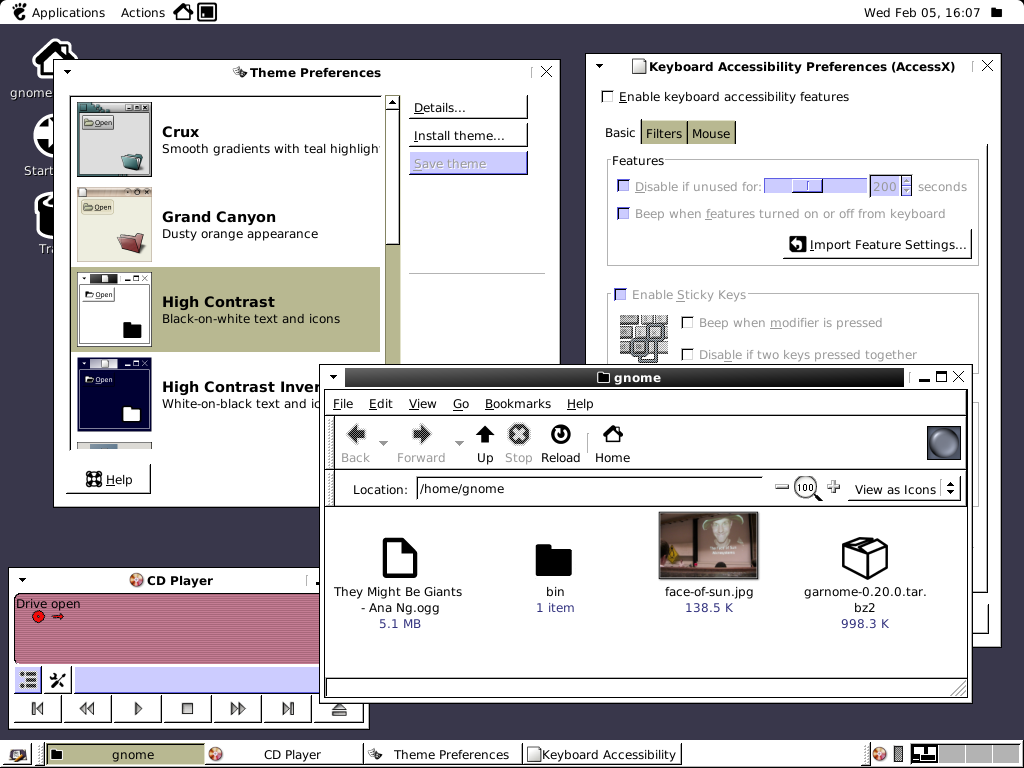 Applications Actions Wed Feb 05, 16:07
gnome
Start
Tra
Theme Preferences
Open
Crux
Smooth gradients with teal highligh
Open
Grand Canyon
Dusty orange appearance
Open
High Contrast
Black-on-white text and icons
Open
High Contrast Inver
White-on-black text and ic
Details...
Install theme...
Save theme
Help
Keyboard Accessibility Preferences (AccessX)
Enable keyboard accessibility features
Basic Filters Mouse
Features
Disable if unused for: 200 seconds
Beep when features turned on or off from keyboard
Import Feature Settings...
Enable Sticky Keys
Beep when modifier is pressed
Disable if two keys pressed together
gnome
File Edit View Go Bookmarks Help
Back Forward Up Stop Reload Home
Location: /home/gnome 100 View as Icons
They Might Be Giants
- Ana Ng.ogg
5.1 MB
bin
1 item
face-of-sun.jpg
138.5 K
garnome-0.20.0.tar.
bz2
998.3 K
CD Player
Drive open
gnome CD Player Theme Preferences Keyboard Accessibility